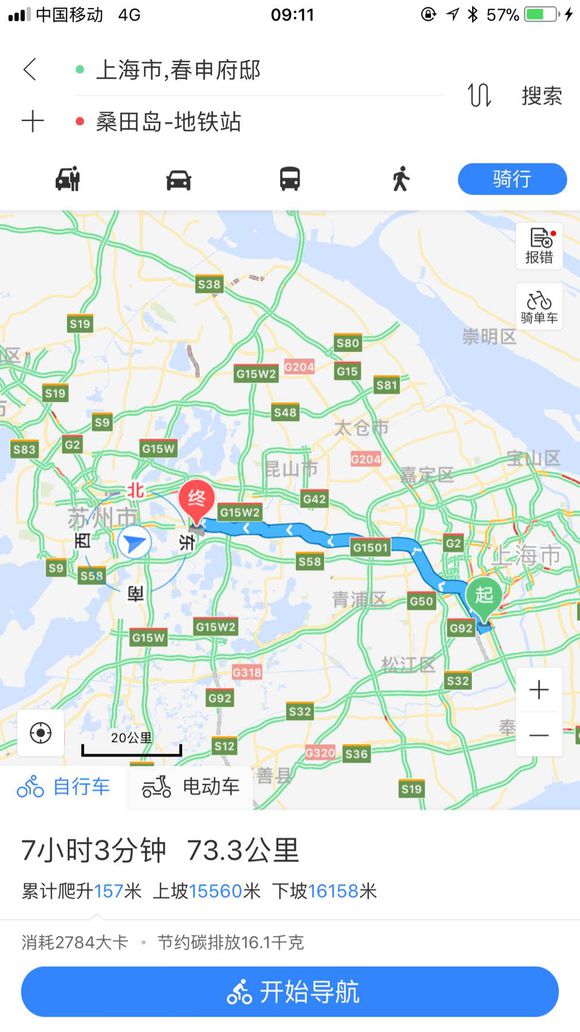 中国移动 4G 09:11 57%
上海市,春申府邸
桑田岛-地铁站
搜索
骑行
报错
骑单车
崇明区
S38
S19
S80
G204
G15
G15W2
S81
S19
S48
S9
太仓市
S83
G2
G15W
G204
宝山区
昆山市
嘉定区
北
终
G42
苏州市
G15W2
西
东
G1501
G2
上海市
S9
S58
S58
起
南
青浦区
G50
G15W
G15W2
G92
松江区
G318
S32
G92
S32
奉
20公里
S12
G320
S36
善县
S19
自行车 电动车
7小时3分钟 73.3公里
累计爬升157米 上坡15560米 下坡16158米
消耗2784大卡 • 节约碳排放16.1千克
开始导航